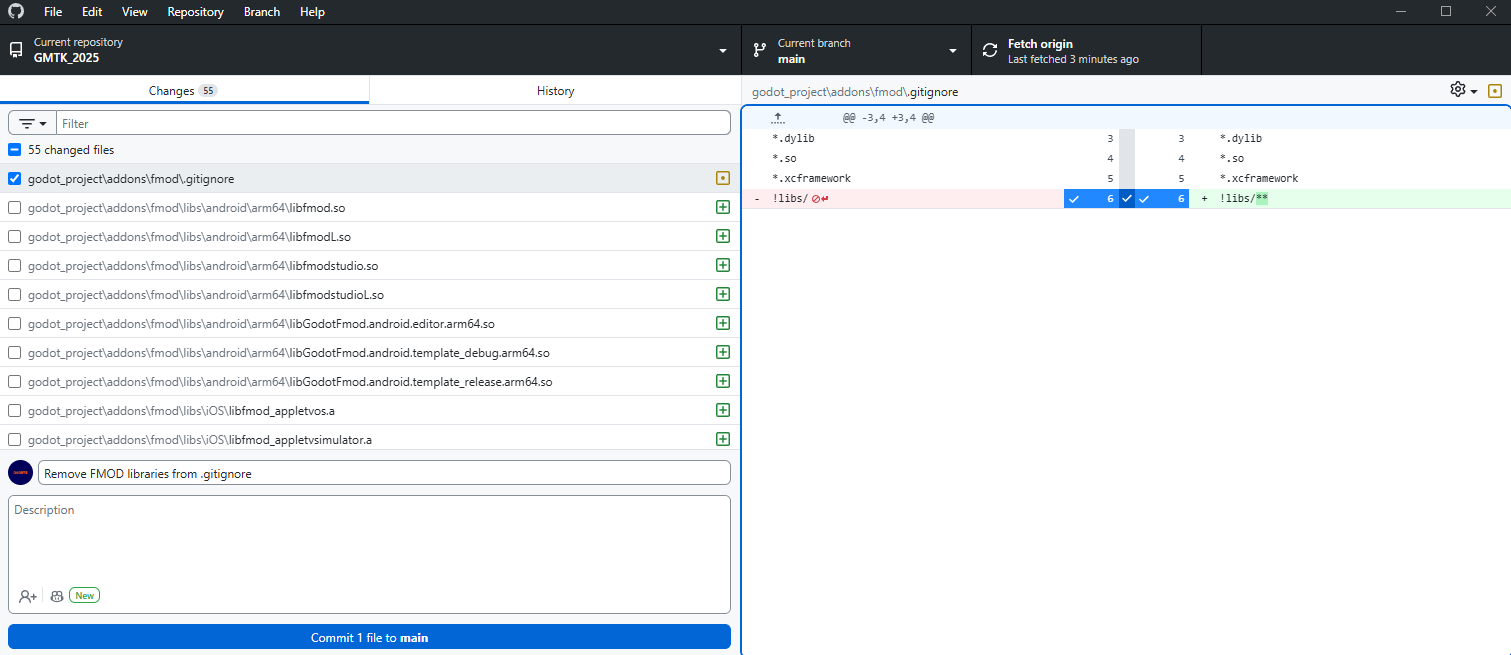 File Edit View Repository Branch Help
Current repository
GMTK_2025
Current branch
main
Fetch origin
Last fetched 3 minutes ago
Changes 55
History
Filter
55 changed files
godot_project\addons\fmod\.gitignore
godot_project\addons\fmod\libs\android\arm64\libfmod.so
godot_project\addons\fmod\libs\android\arm64\libfmodL.so
godot_project\addons\fmod\libs\android\arm64\libfmodstudio.so
godot_project\addons\fmod\libs\android\arm64\libfmodstudioL.so
godot_project\addons\fmod\libs\android\arm64\libGodotFmod.android.editor.arm64.so
godot_project\addons\fmod\libs\android\arm64\libGodotFmod.android.template_debug.arm64.so
godot_project\addons\fmod\libs\android\arm64\libGodotFmod.android.template_release.arm64.so
godot_project\addons\fmod\libs\iOS\libfmod_appletvos.a
godot_project\addons\fmod\libs\iOS\libfmod_appletvsimulator.a
Remove FMOD libraries from .gitignore
Description
New
Commit 1 file to main
godot_project\addons\fmod\.gitignore
@@ -3,4 +3,4 @@
*.dylib 3 3 *.dylib
*.so 4 4 *.so
*.xcframework 5 5 *.xcframework
- !libs/ 6 6 + !libs/**